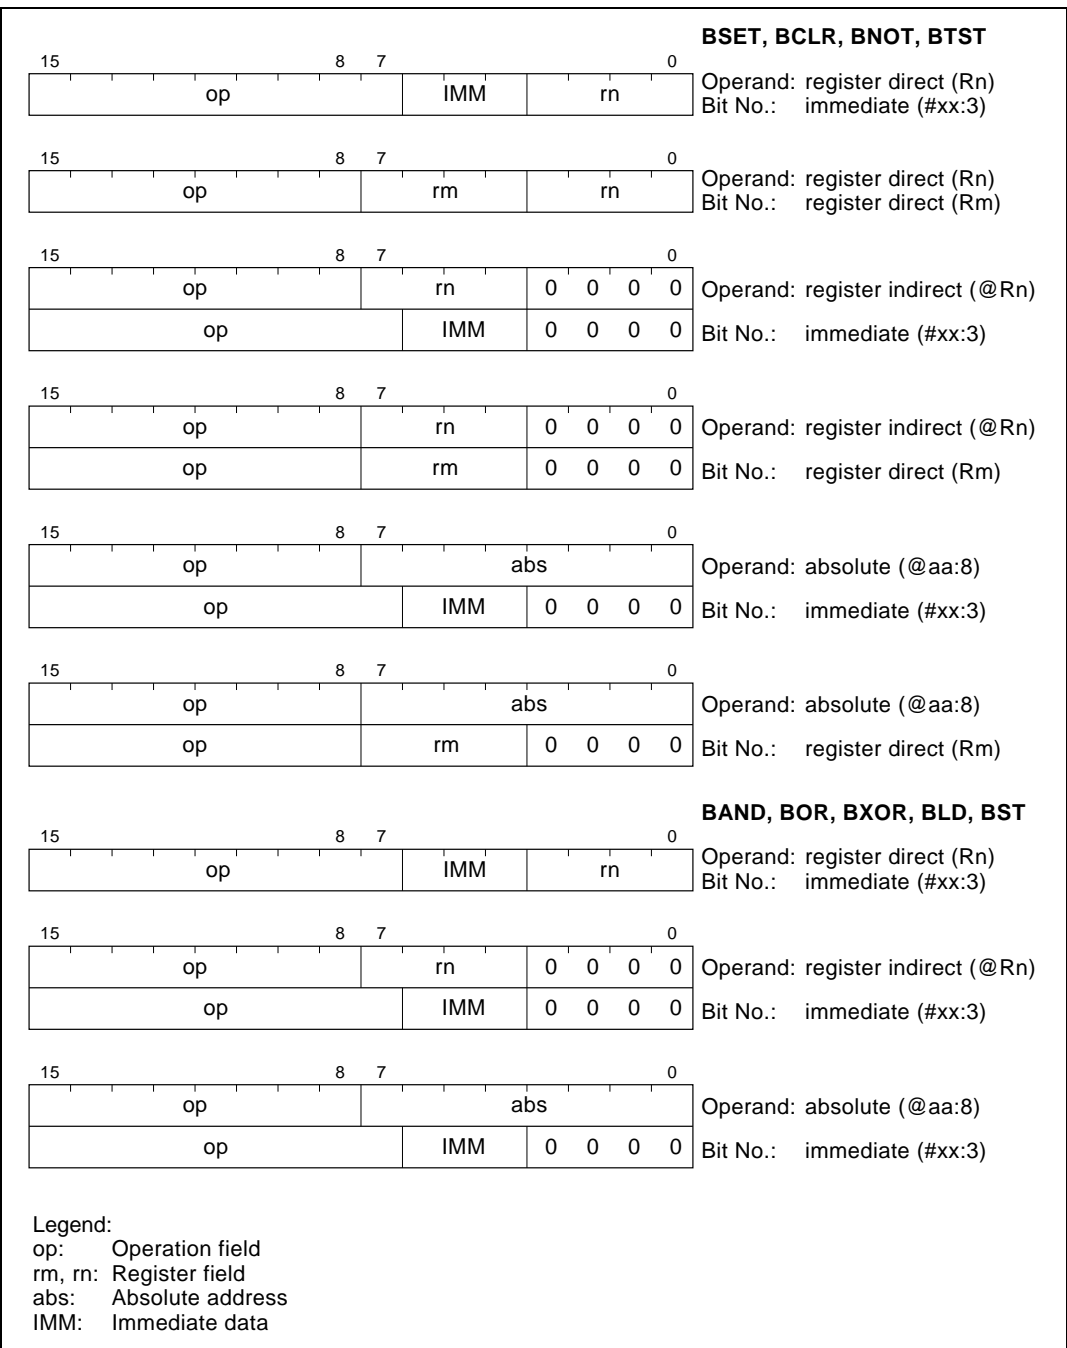 BSET, BCLR, BNOT, BTST
15 8 7 0
op IMM rn
Operand: register direct (Rn)
Bit No.: immediate (#xx:3)
15 8 7 0
op rm rn
Operand: register direct (Rn)
Bit No.: register direct (Rm)
15 8 7 0
op rn 0 0 0 0 Operand: register indirect (@Rn)
op IMM 0 0 0 0 Bit No.: immediate (#xx:3)
15 8 7 0
op rn 0 0 0 0 Operand: register indirect (@Rn)
op rm 0 0 0 0 Bit No.: register direct (Rm)
15 8 7 0
op abs Operand: absolute (@aa:8)
op IMM 0 0 0 0 Bit No.: immediate (#xx:3)
15 8 7 0
op abs Operand: absolute (@aa:8)
op rm 0 0 0 0 Bit No.: register direct (Rm)
BAND, BOR, BXOR, BLD, BST
15 8 7 0
op IMM rn
Operand: register direct (Rn)
Bit No.: immediate (#xx:3)
15 8 7 0
op rn 0 0 0 0 Operand: register indirect (@Rn)
op IMM 0 0 0 0 Bit No.: immediate (#xx:3)
15 8 7 0
op abs Operand: absolute (@aa:8)
op IMM 0 0 0 0 Bit No.: immediate (#xx:3)
Legend:
op: Operation field
rm, rn: Register field
abs: Absolute address
IMM: Immediate data